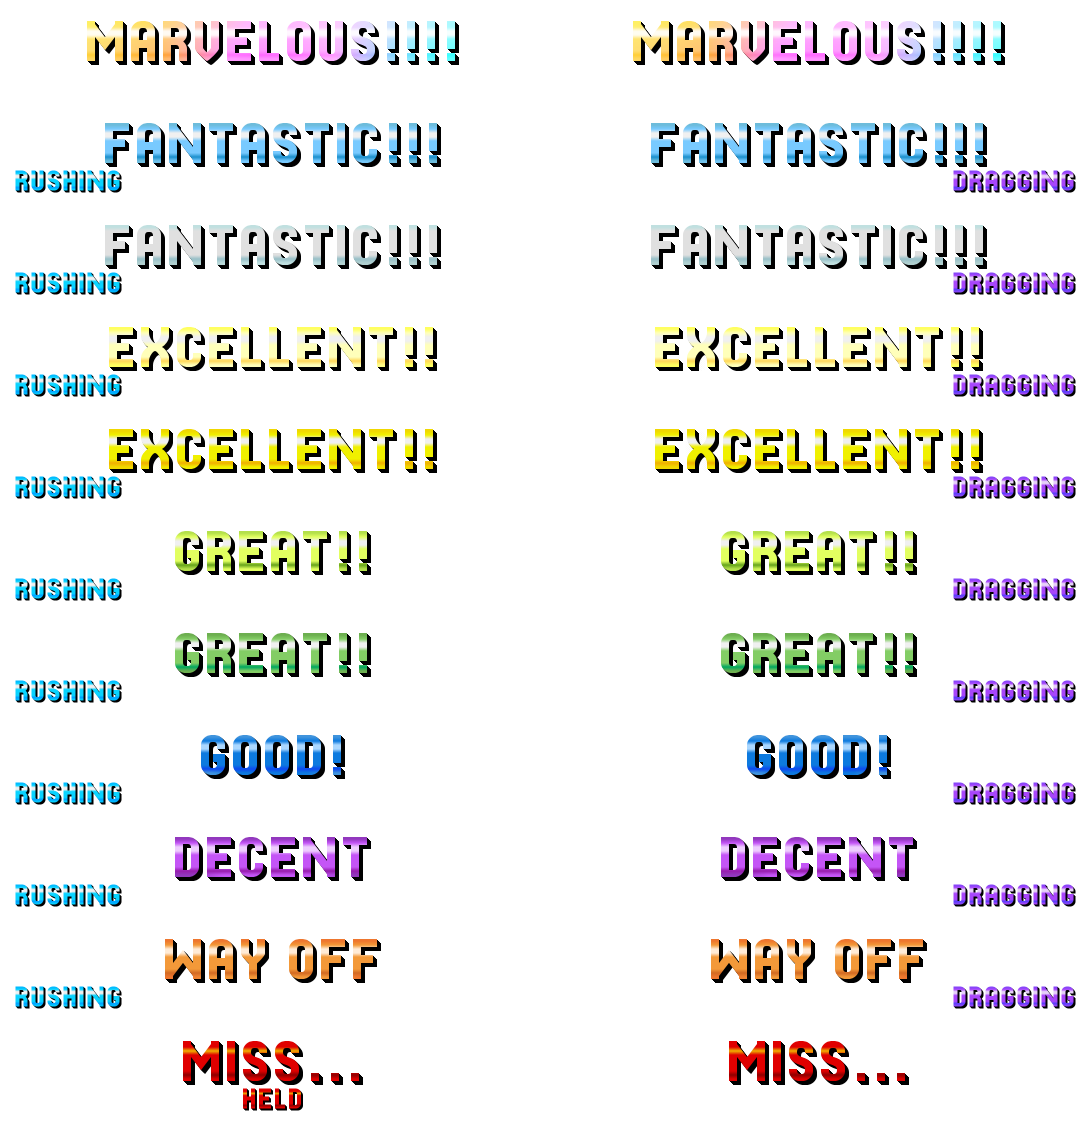 MARVELOUS!!!! MARVELOUS!!!!
FANTASTIC!!! FANTASTIC!!!
RUSHING DRAGGING
FANTASTIC!!! FANTASTIC!!!
RUSHING DRAGGING
EXCELLENT!! EXCELLENT!!
RUSHING DRAGGING
EXCELLENT!! EXCELLENT!!
RUSHING DRAGGING
GREAT!! GREAT!!
RUSHING DRAGGING
GREAT!! GREAT!!
RUSHING DRAGGING
GOOD! GOOD!
RUSHING DRAGGING
DECENT DECENT
RUSHING DRAGGING
WAY OFF WAY OFF
RUSHING DRAGGING
MISS... MISS...
HELD